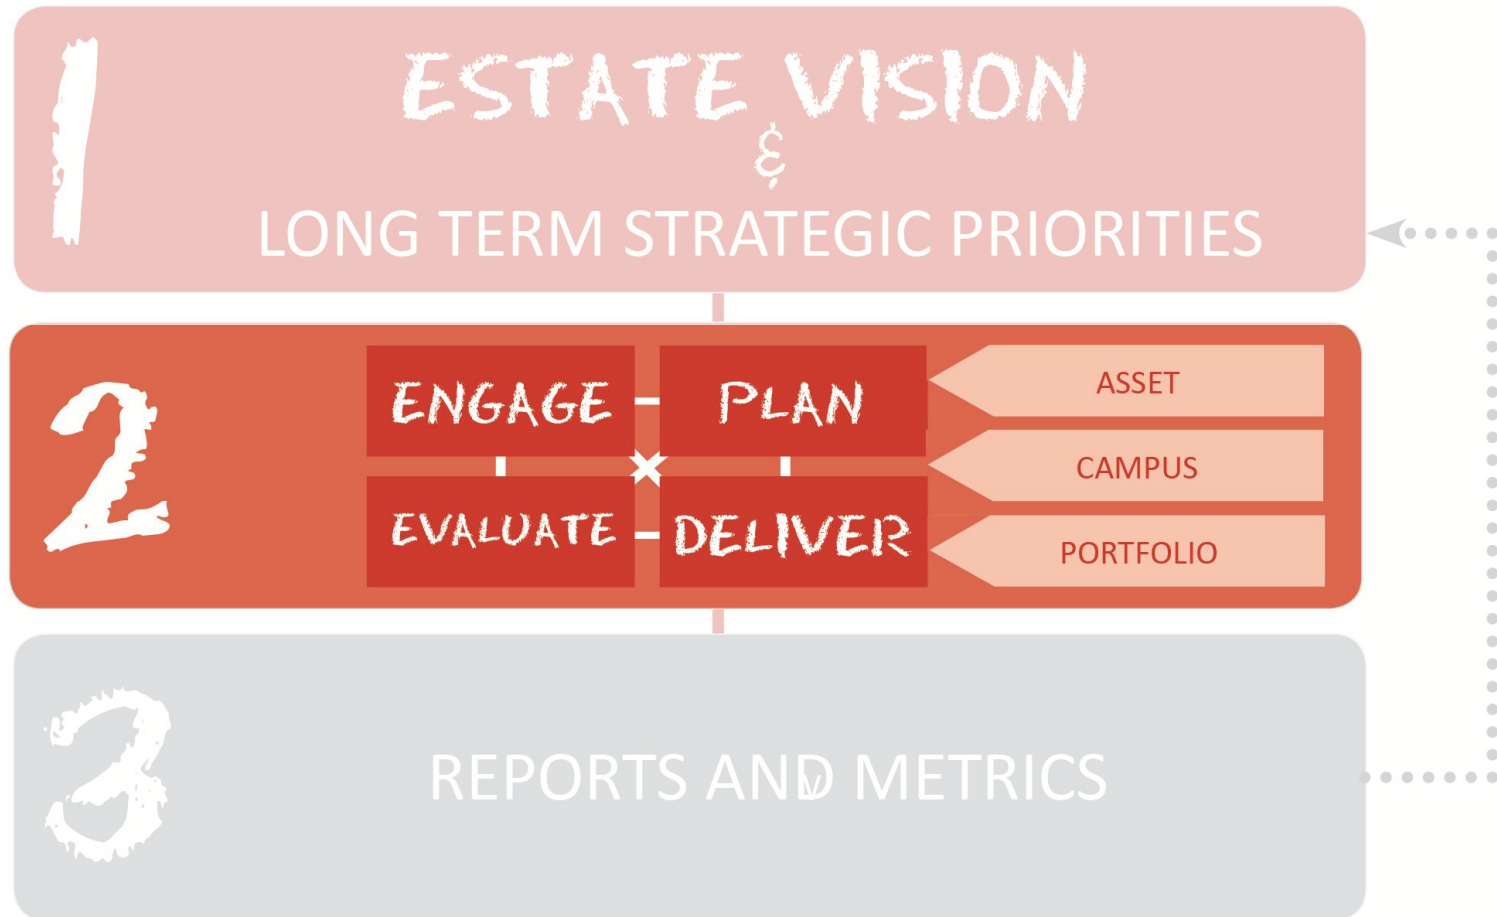 1
ESTATE VISION
&
LONG TERM STRATEGIC PRIORITIES
2
ENGAGE
PLAN
EVALUATE
DELIVER
ASSET
CAMPUS
PORTFOLIO
3
REPORTS AND METRICS